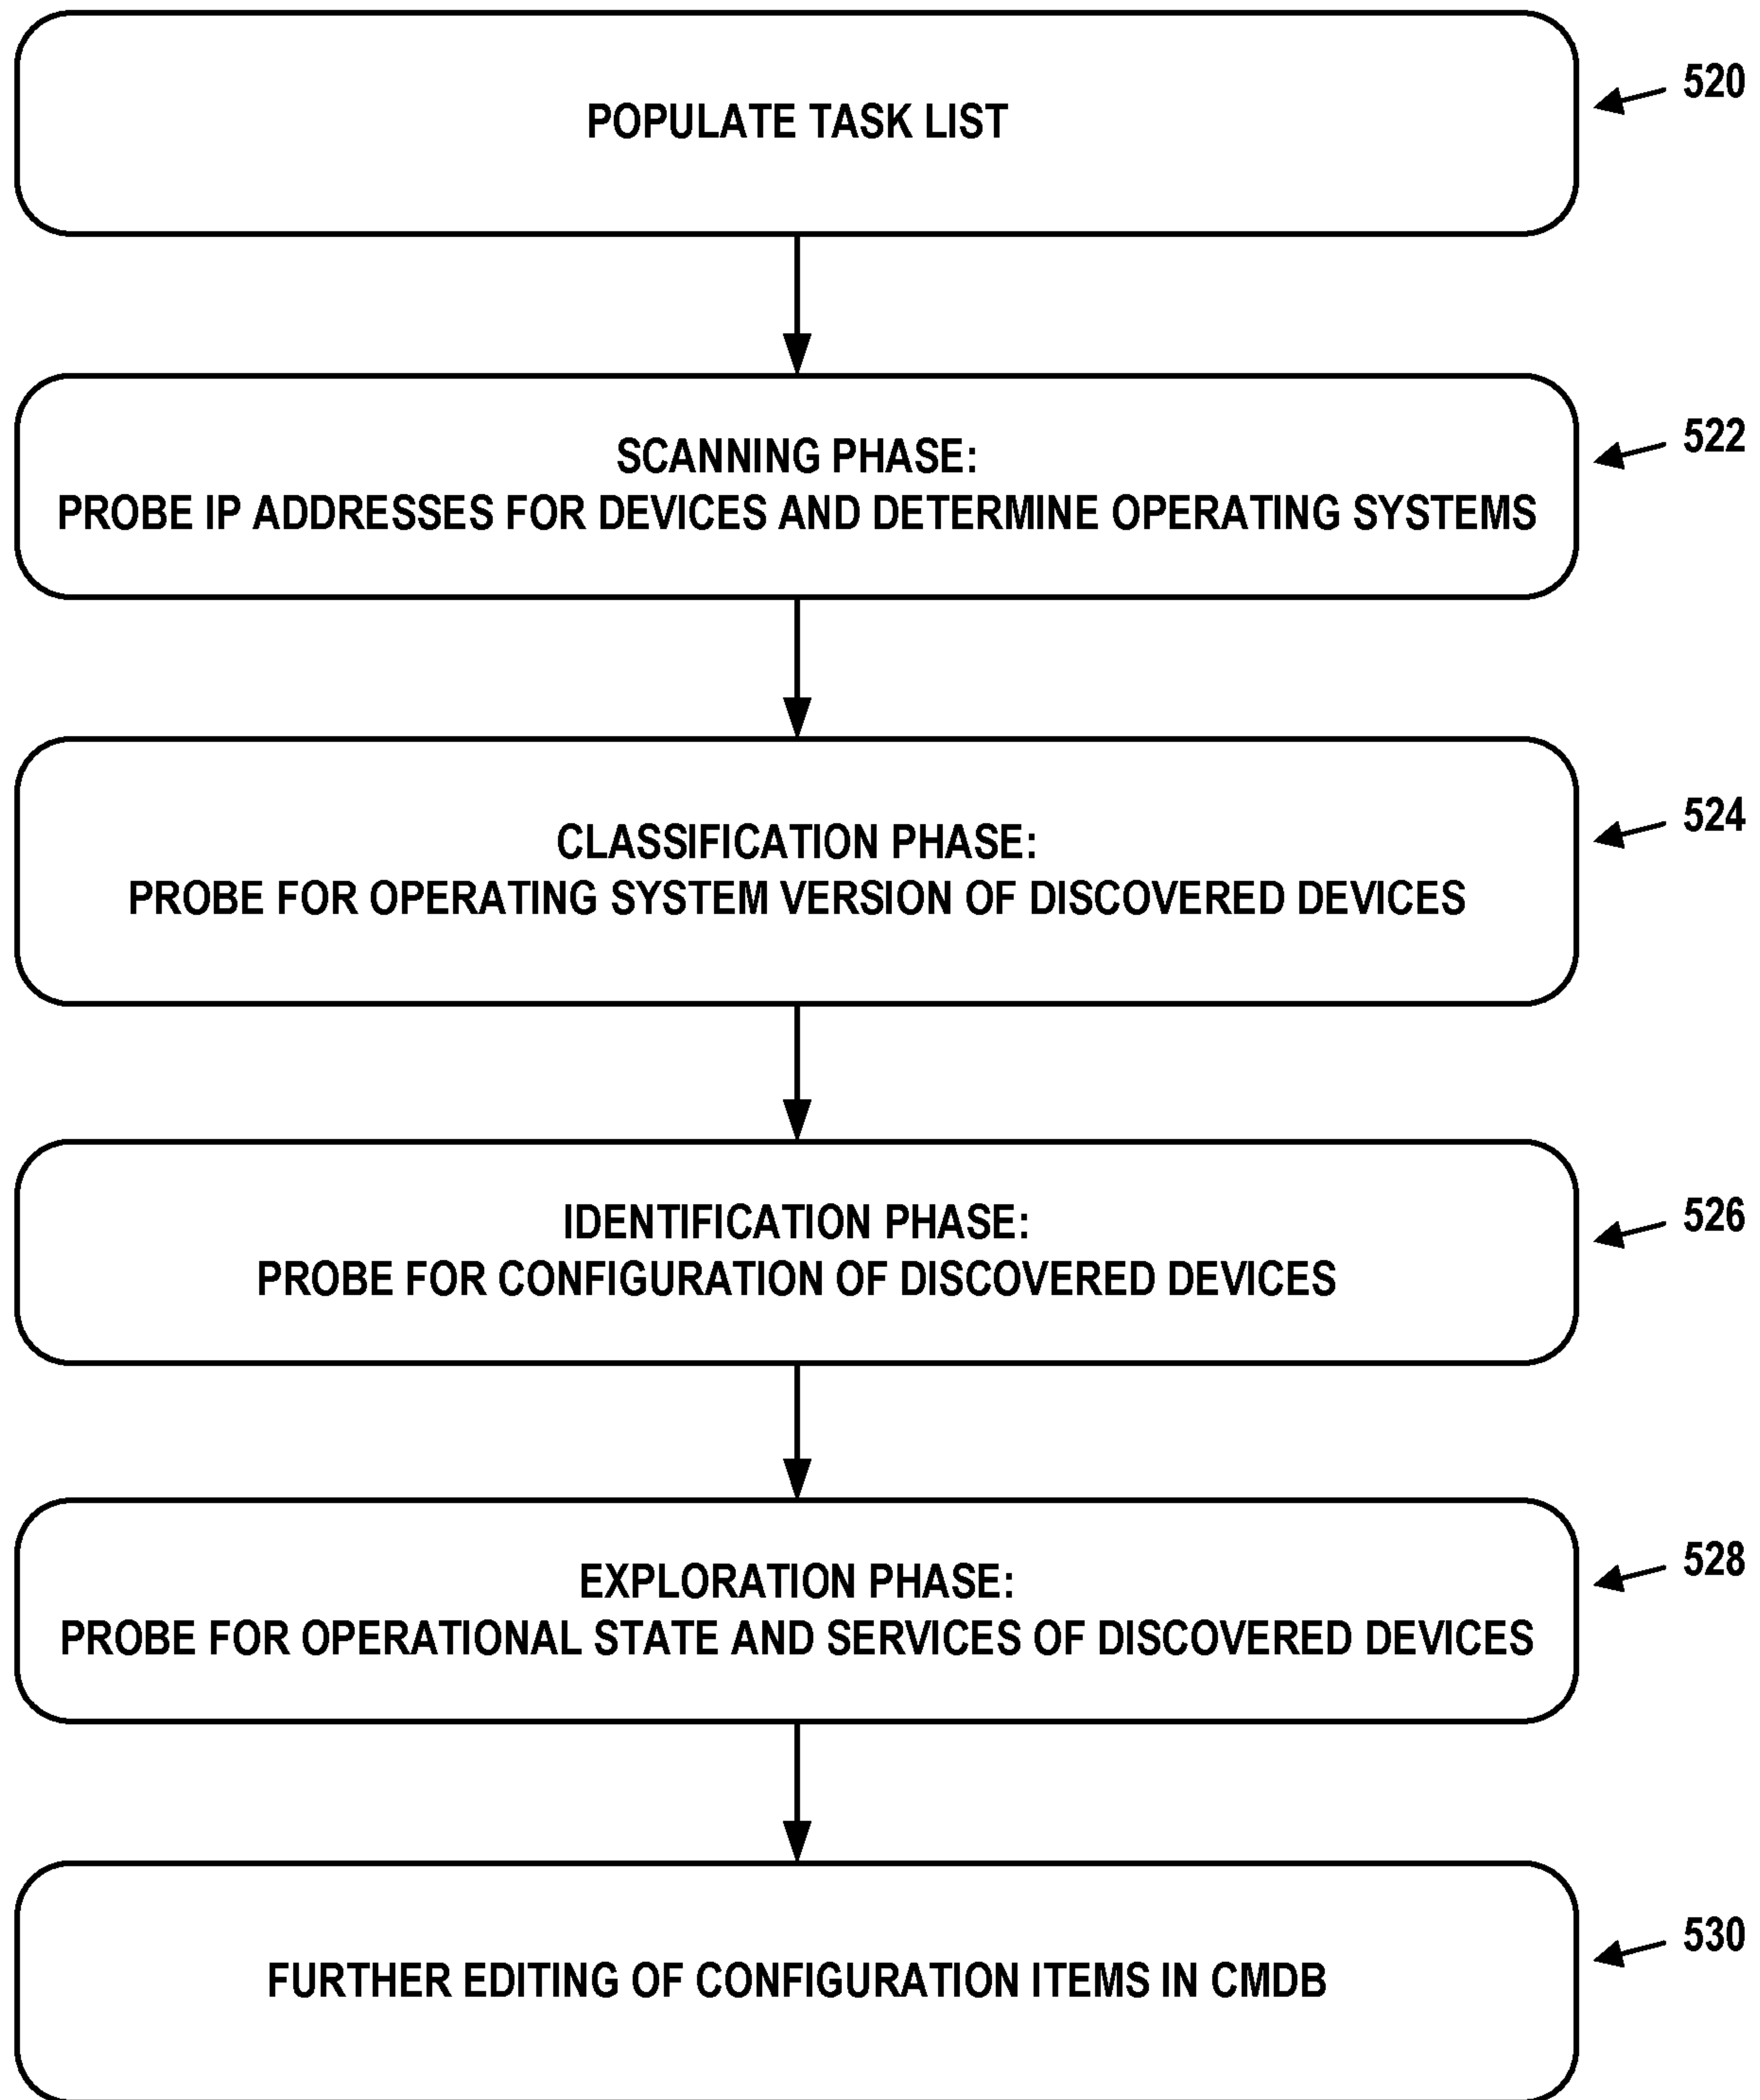 POPULATE TASK LIST
520
SCANNING PHASE:
PROBE IP ADDRESSES FOR DEVICES AND DETERMINE OPERATING SYSTEMS
522
CLASSIFICATION PHASE:
PROBE FOR OPERATING SYSTEM VERSION OF DISCOVERED DEVICES
524
IDENTIFICATION PHASE:
PROBE FOR CONFIGURATION OF DISCOVERED DEVICES
526
EXPLORATION PHASE:
PROBE FOR OPERATIONAL STATE AND SERVICES OF DISCOVERED DEVICES
528
FURTHER EDITING OF CONFIGURATION ITEMS IN CMDB
530